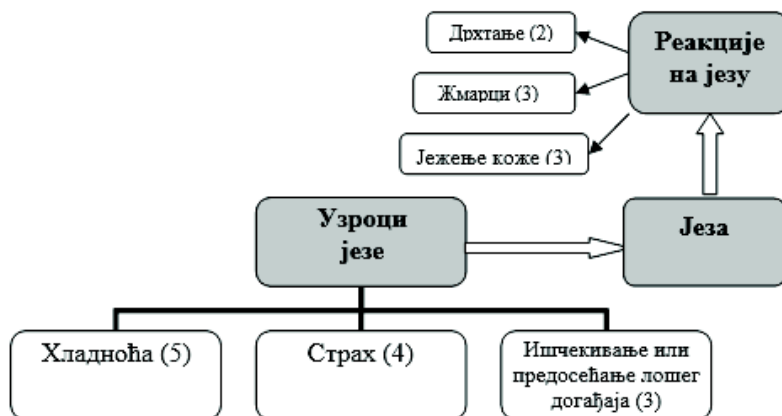 Дрхтање (2)
Реакције
на језу
Жмарци (3)
Јежење коже (3)
Узроци
језе
Језа
Хладноћа (5)
Страх (4)
Ишчекивање или
предосећање лошег
догађаја (3)